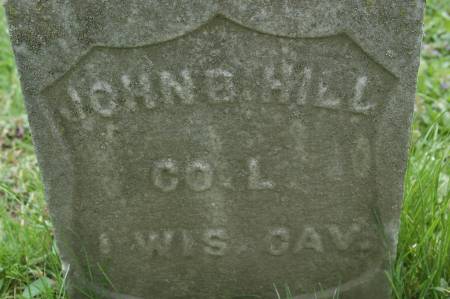 JOHN B. HILL
CO. L.
1 WIS. CAV.